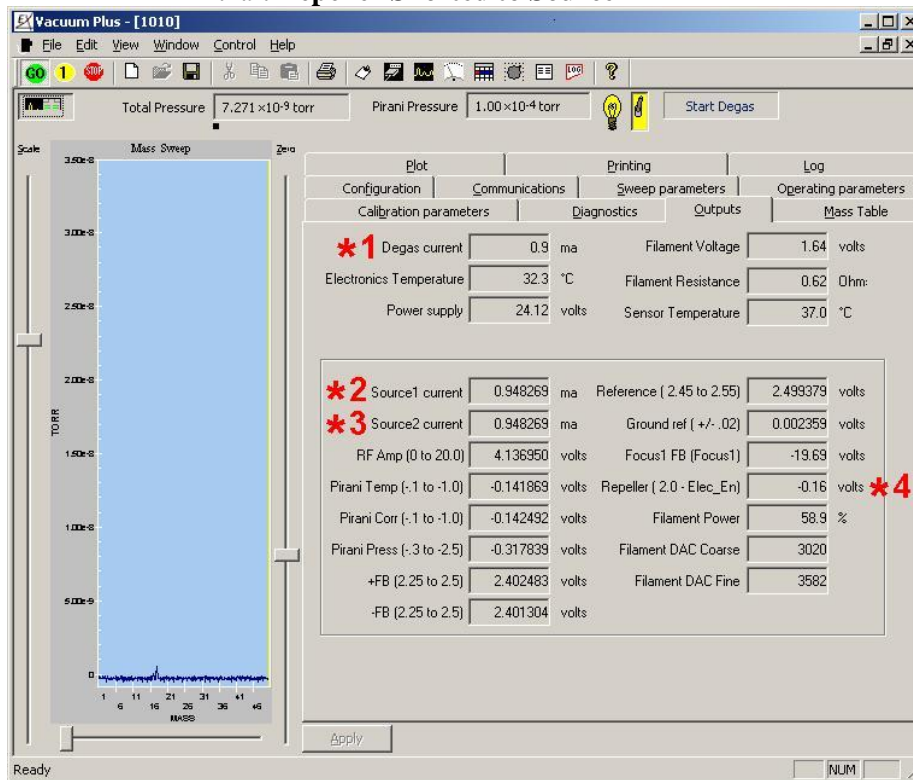 Vacuum Plus - [1010]
File Edit View Window Control Help
GO 1 STOP
Total Pressure 7.271×10-9 torr Pirani Pressure 1.00×10-4 torr Start Degas
Scale Mass Sweep Zero
Plot Printing Log
Configuration Communications Sweep parameters Operating parameters
Calibration parameters Diagnostics Outputs Mass Table
*1 Degas current 0.9 ma Filament Voltage 1.64 volts
Electronics Temperature 32.3 °C Filament Resistance 0.62 Ohm:
Power supply 24.12 volts Sensor Temperature 37.0 °C
*2 Source1 current 0.948269 ma Reference ( 2.45 to 2.55) 2.499379 volts
*3 Source2 current 0.948269 ma Ground ref ( +/- .02) 0.002359 volts
RF Amp (0 to 20.0) 4.136950 volts Focus1 FB (Focus1) -19.69 volts
Pirani Temp (-.1 to -1.0) -0.141869 volts Repeller ( 2.0 - Elec_En) -0.16 volts *4
Pirani Corr (-.1 to -1.0) -0.142492 volts Filament Power 58.9 %
Pirani Press (-.3 to -2.5) -0.317839 volts Filament DAC Coarse 3020
+FB (2.25 to 2.5) 2.402483 volts Filament DAC Fine 3582
-FB (2.25 to 2.5) 2.401304 volts
3.50e-8
3.00e-8
2.50e-8
2.00e-8
1.50e-8
1.00e-8
5.00e-9
0
TORR
1 11 21 31 41
6 16 26 36 46
MASS
Apply
Ready NUM